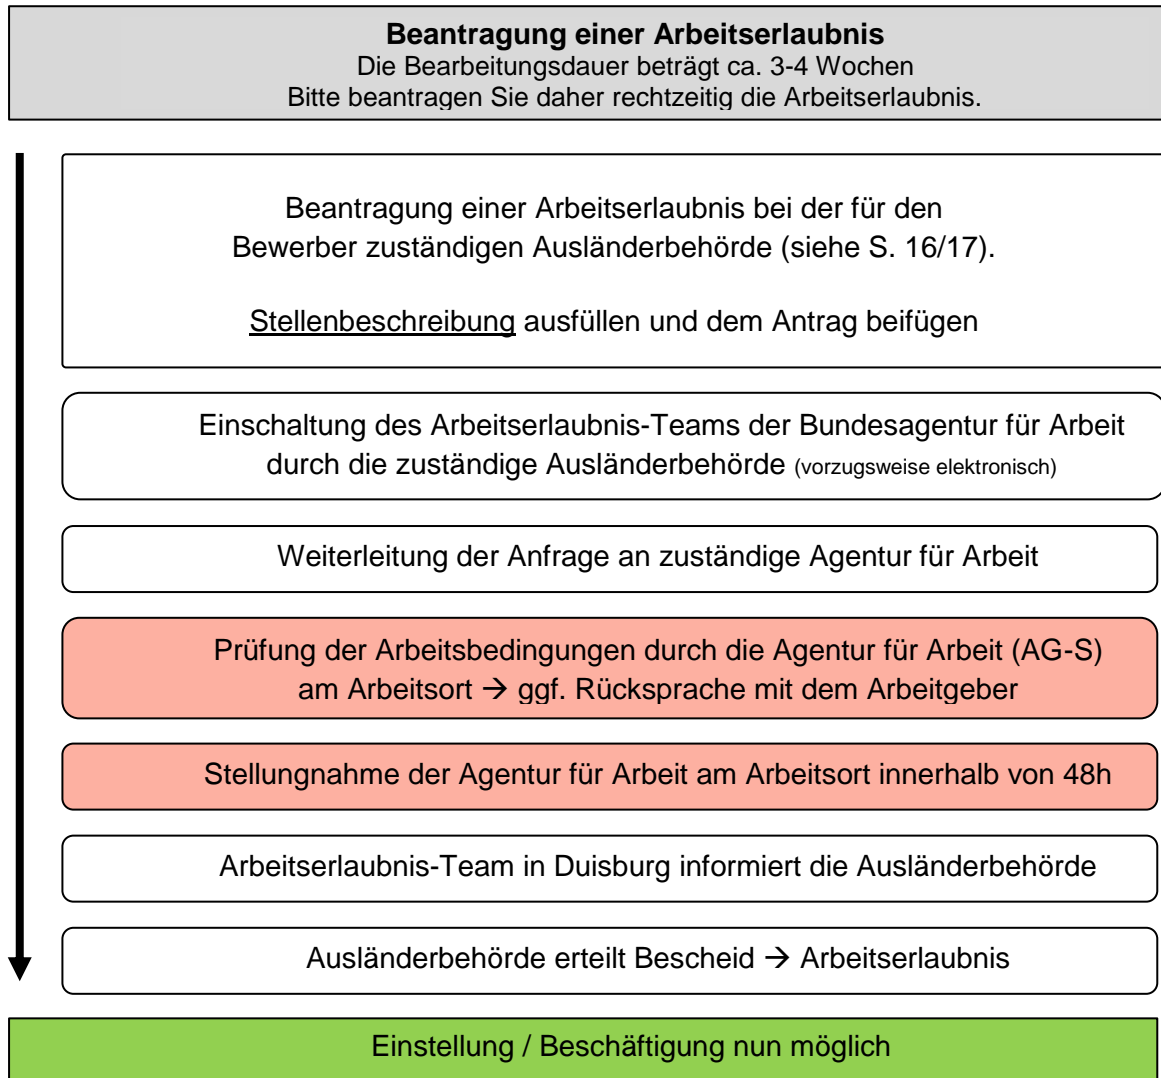 Beantragung einer Arbeitserlaubnis
Die Bearbeitungsdauer beträgt ca. 3-4 Wochen
Bitte beantragen Sie daher rechtzeitig die Arbeitserlaubnis.
Beantragung einer Arbeitserlaubnis bei der für den
Bewerber zuständigen Ausländerbehörde (siehe S. 16/17).
Stellenbeschreibung ausfüllen und dem Antrag beifügen
Einschaltung des Arbeitserlaubnis-Teams der Bundesagentur für Arbeit
durch die zuständige Ausländerbehörde (vorzugsweise elektronisch)
Weiterleitung der Anfrage an zuständige Agentur für Arbeit
Prüfung der Arbeitsbedingungen durch die Agentur für Arbeit (AG-S)
am Arbeitsort → ggf. Rücksprache mit dem Arbeitgeber
Stellungnahme der Agentur für Arbeit am Arbeitsort innerhalb von 48h
Arbeitserlaubnis-Team in Duisburg informiert die Ausländerbehörde
Ausländerbehörde erteilt Bescheid → Arbeitserlaubnis
Einstellung / Beschäftigung nun möglich